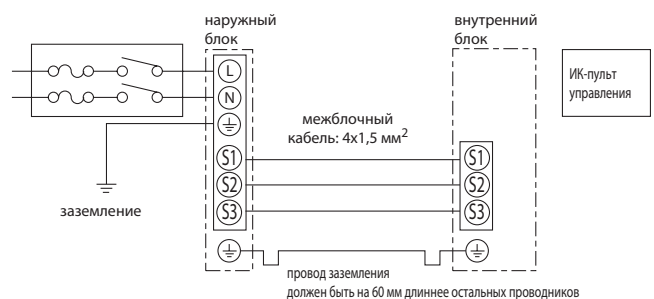 наружный
блок
внутренний
блок
L
N
ИК-пульт
управления
межблочный
кабель: 4х1,5 мм²
S1
S2
S3
S1
S2
S3
заземление
провод заземления
должен быть на 60 мм длиннее остальных проводников